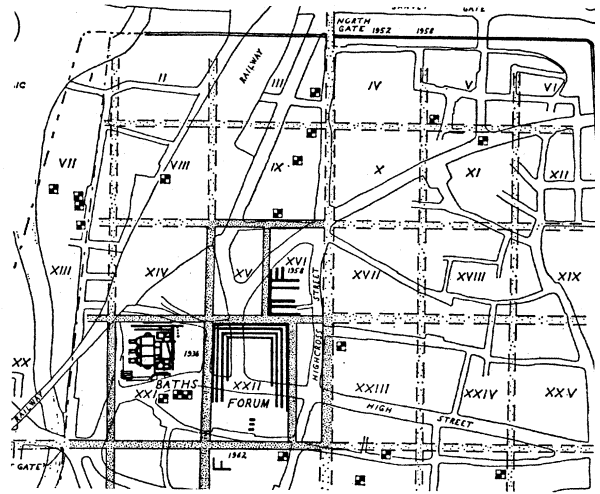 )
GATE
NORTH
GATE 1952 1958
RAILWAY
II
III
IV
V
VI
VII
VIII
IX
X
XI
XII
XIII
XIV
XV
XVI
1958
XVII
XVIII
XIX
HIGHCROSS STREET
XX
1936
BATHS
XXI
XXII
FORUM
XXIII
XXIV
XXV
HIGH
STREET
RAILWAY
GATE
1962